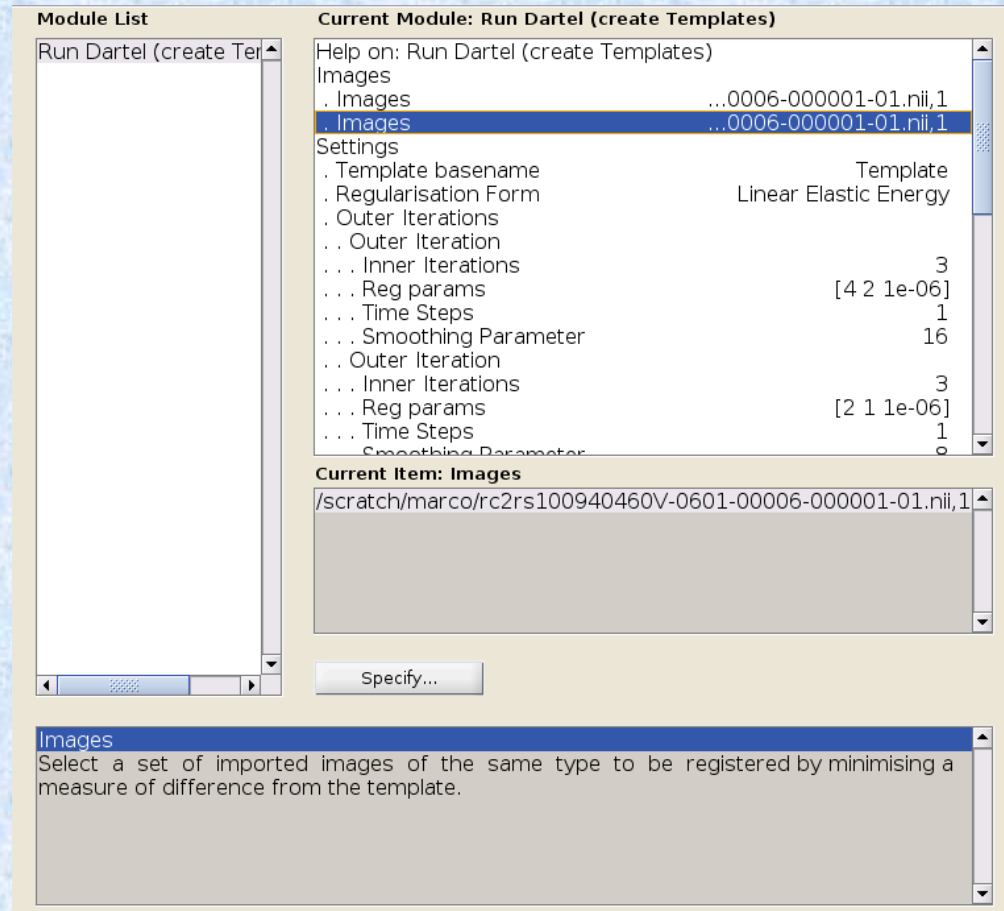 Module List
Run Dartel (create Ter
Current Module: Run Dartel (create Templates)
Help on: Run Dartel (create Templates)
Images
. Images ...0006-000001-01.nii,1
. Images ...0006-000001-01.nii,1
Settings
. Template basename Template
. Regularisation Form Linear Elastic Energy
. Outer Iterations
. . Outer Iteration
. . . Inner Iterations 3
. . . Reg params [4 2 1e-06]
. . . Time Steps 1
. . . Smoothing Parameter 16
. . Outer Iteration
. . . Inner Iterations 3
. . . Reg params [2 1 1e-06]
. . . Time Steps 1
. . . Smoothing Parameter 8
Current Item: Images
/scratch/marco/rc2rs100940460V-0601-00006-000001-01.nii,1
Specify...
Images
Select a set of imported images of the same type to be registered by minimising a
measure of difference from the template.